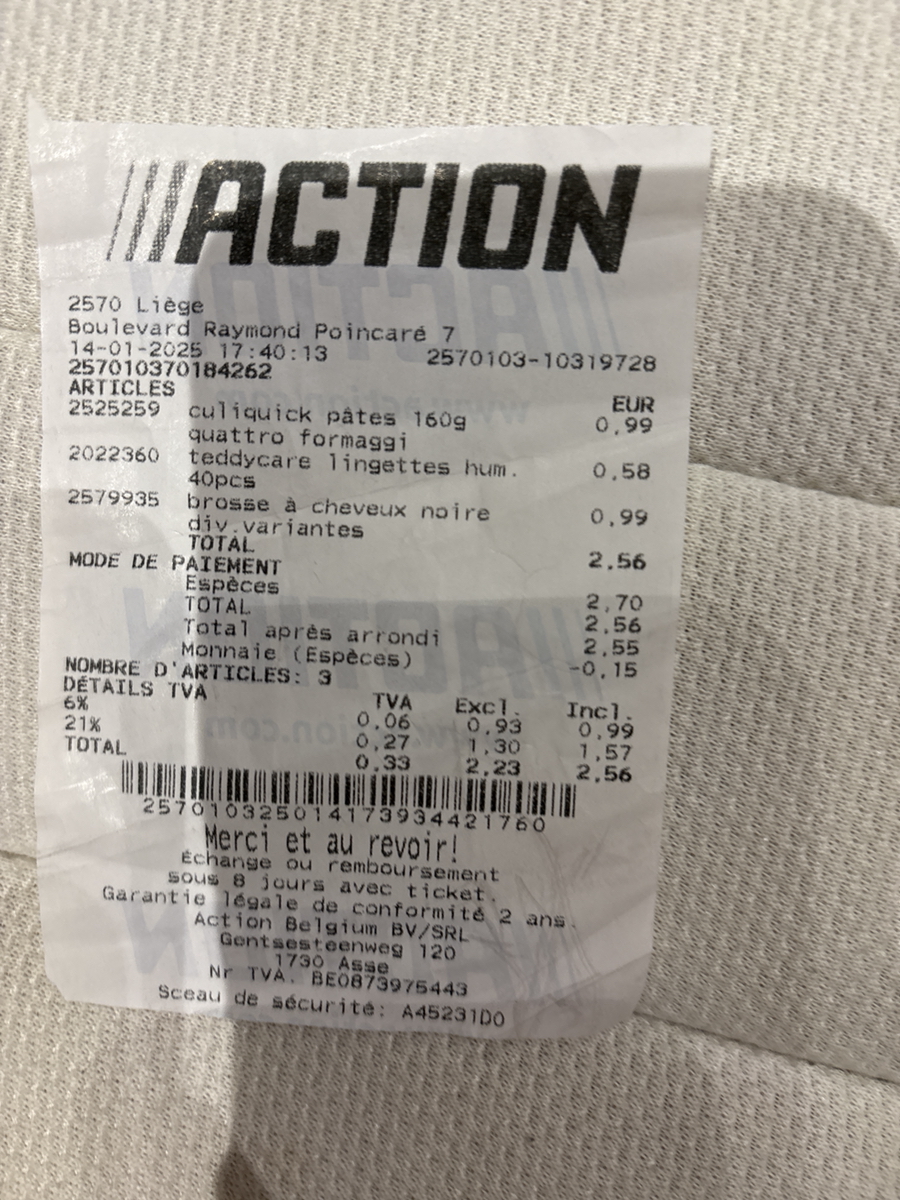 ACTION
2570 Liège
Boulevard Raymond Poincaré 7
14-01-2025 17:40:13 2570103-10319728
257010370184262
ARTICLES EUR
2525259 culiquick pâtes 160g 0,99
quattro formaggi
2022360 teddycare lingettes hum. 0,58
40pcs
2579935 brosse à cheveux noire 0,99
div.variantes
TOTAL 2,56
MODE DE PAIEMENT
Espèces 2,70
TOTAL 2,56
Total après arrondi 2,55
Monnaie (Espèces) -0,15
NOMBRE D'ARTICLES: 3
DÉTAILS TVA TVA Excl. Incl.
6% 0,06 0,93 0,99
21% 0,27 1,30 1,57
TOTAL 0,33 2,23 2,56
257010325014173934421760
Merci et au revoir!
Échange ou remboursement
sous 8 jours avec ticket.
Garantie légale de conformité 2 ans.
Action Belgium BV/SRL
Gentsesteenweg 120
1730 Asse
Nr TVA. BE0873975443
Sceau de sécurité: A45231D0